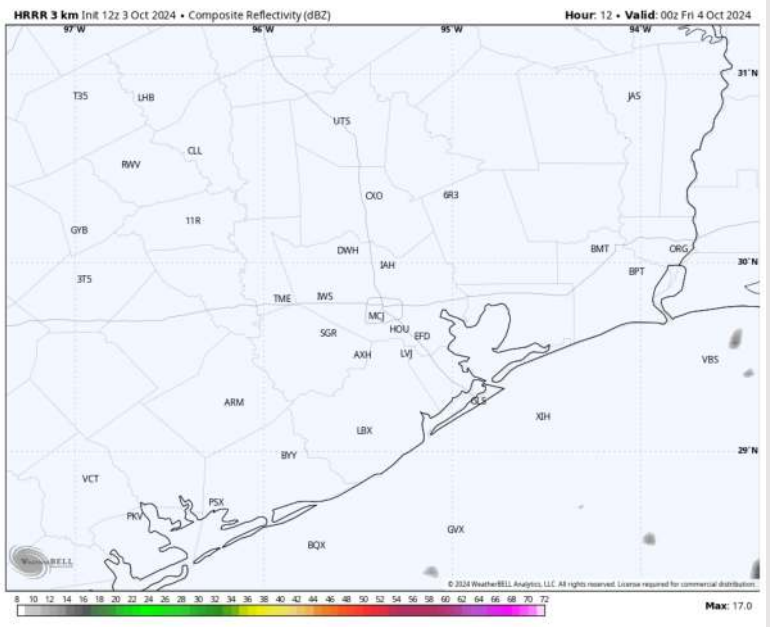 HRRR 3 km Init 12z 3 Oct 2024 • Composite Reflectivity (dBZ) Hour: 12 • Valid: 00z Fri 4 Oct 2024
97°W 96°W 95°W 94°W
31°N
T35 LHB JAS
UTS
CLL
RWV
CXO 6R3
11R
GYB
DWH BMT ORG
30°N
IAH
BPT
3T5
TME IWS
MCJ
SGR HOU
EFD
AXH LVJ
VBS
ARM GLS
XIH
LBX
29°N
BYY
VCT
PSX
PKV
GVX
BQX
WeatherBELL
© 2024 WeatherBELL Analytics, LLC. All rights reserved. License required for commercial distribution.
8 10 12 14 16 18 20 22 24 26 28 30 32 34 36 38 40 42 44 46 48 50 52 54 56 58 60 62 64 66 68 70 72
Max: 17.0